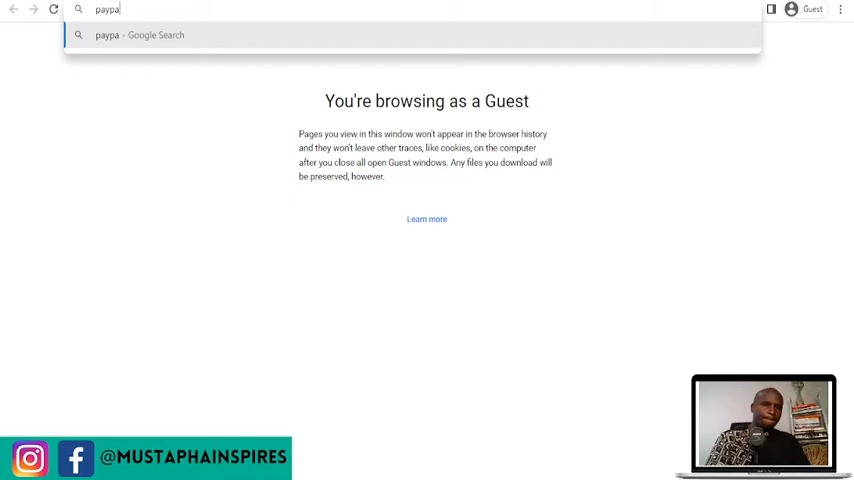 paypa
Guest
paypa - Google Search
You're browsing as a Guest
Pages you view in this window won't appear in the browser history
and they won't leave other traces, like cookies, on the computer
after you close all open Guest windows. Any files you download will
be preserved, however.
Learn more
@MUSTAPHAINSPIRES